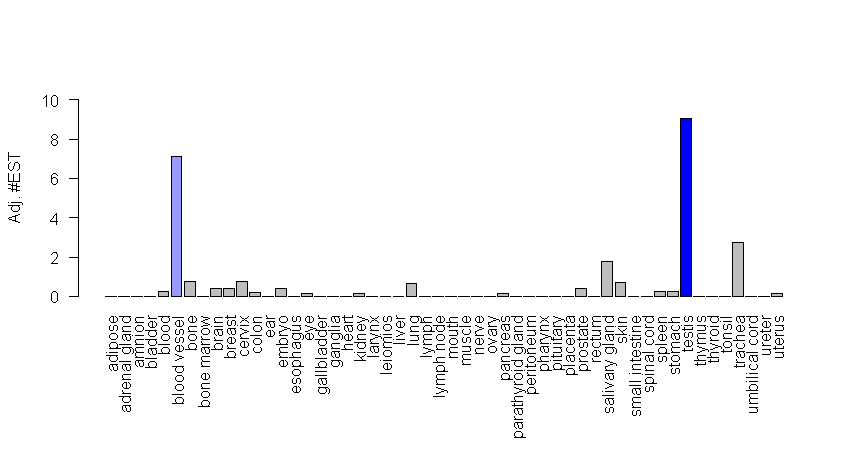 Adj. #EST
10
8
6
4
2
0
adipose
adrenal gland
amnion
bladder
blood
blood vessel
bone
bone marrow
brain
breast
cervix
colon
ear
embryo
esophagus
eye
gallbladder
ganglia
heart
kidney
larynx
leiomios
liver
lung
lymph
lymph node
mouth
muscle
nerve
ovary
pancreas
parathyroid gland
peritoneum
pharynx
pituitary
placenta
prostate
rectum
salivary gland
skin
small intestine
spinal cord
spleen
stomach
testis
thymus
thyroid
tonsil
trachea
umbilical cord
ureter
uterus